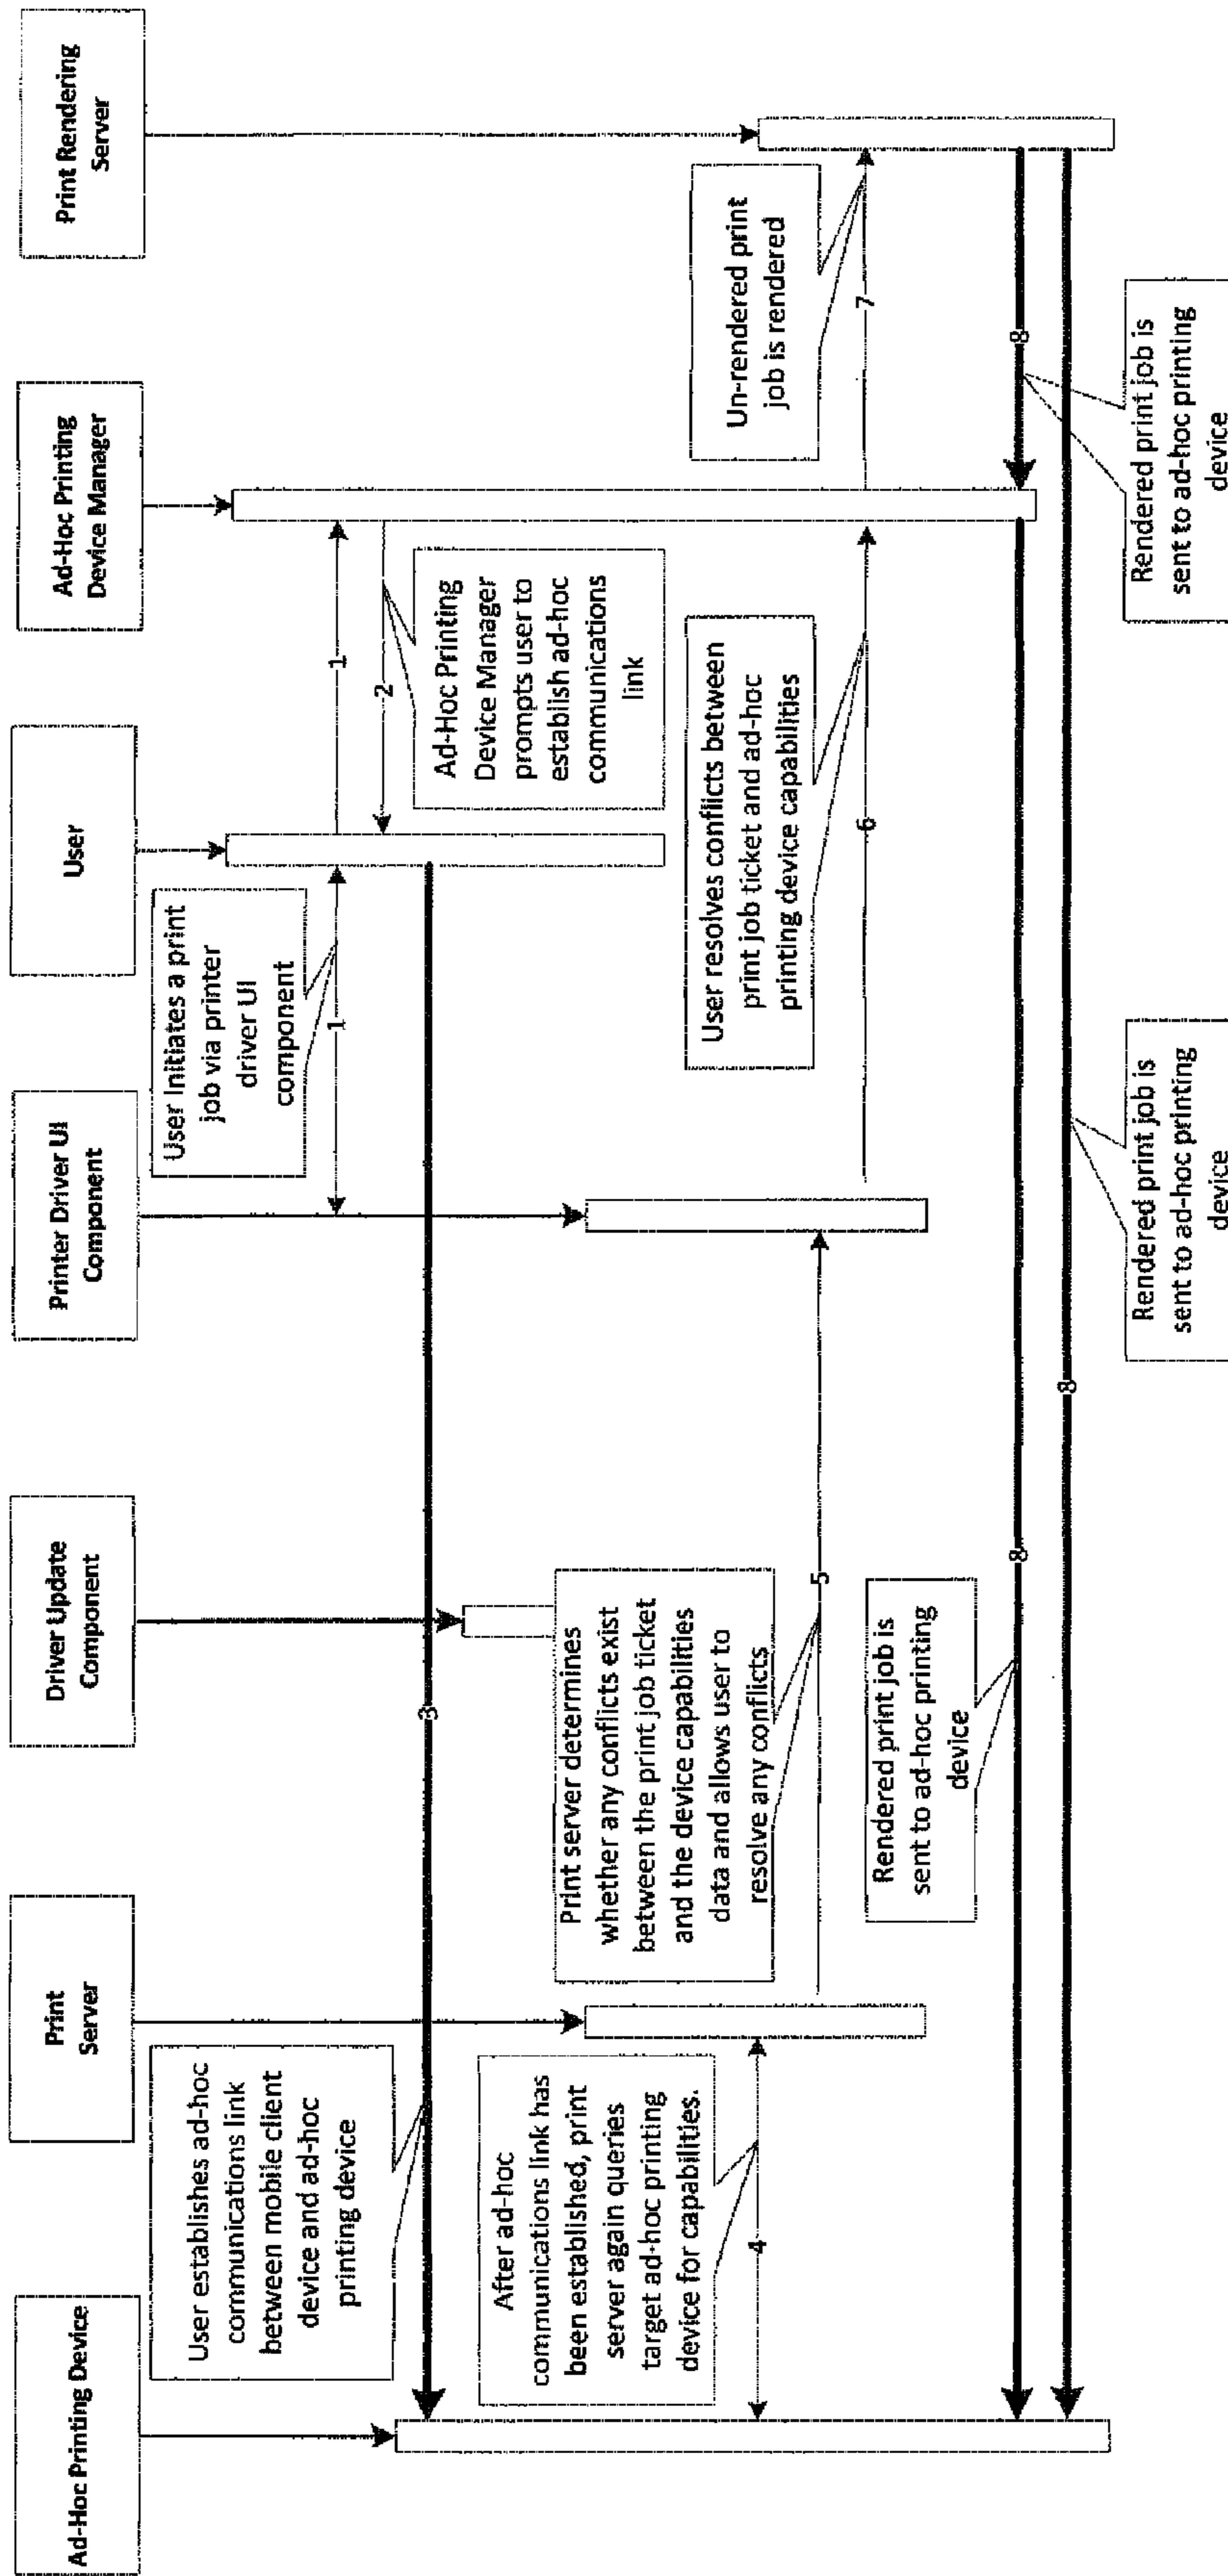 Ad-Hoc Printing Device
Print
Server
Driver Update
Component
Printer Driver UI
Component
User
Ad-Hoc Printing
Device Manager
Print Rendering
Server
User establishes ad-hoc
communications link
between mobile client
device and ad-hoc
printing device
User Initiates a print
job via printer
driver UI
component
1
1
2
Ad-Hoc Printing
Device Manager
prompts user to
establish ad-hoc
communications
link
3
After ad-hoc
communications link has
been established, print
server again queries
target ad-hoc printing
device for capabilities.
4
Print server determines
whether any conflicts exist
between the print job ticket
and the device capabilities
data and allows user to
resolve any conflicts
5
User resolves conflicts between
print job ticket and ad-hoc
printing device capabilities
6
Un-rendered print
job is rendered
7
Rendered print job is
sent to ad-hoc printing
device
8
8
8
Rendered print job is
sent to ad-hoc printing
device
Rendered print job is
sent to ad-hoc printing
device